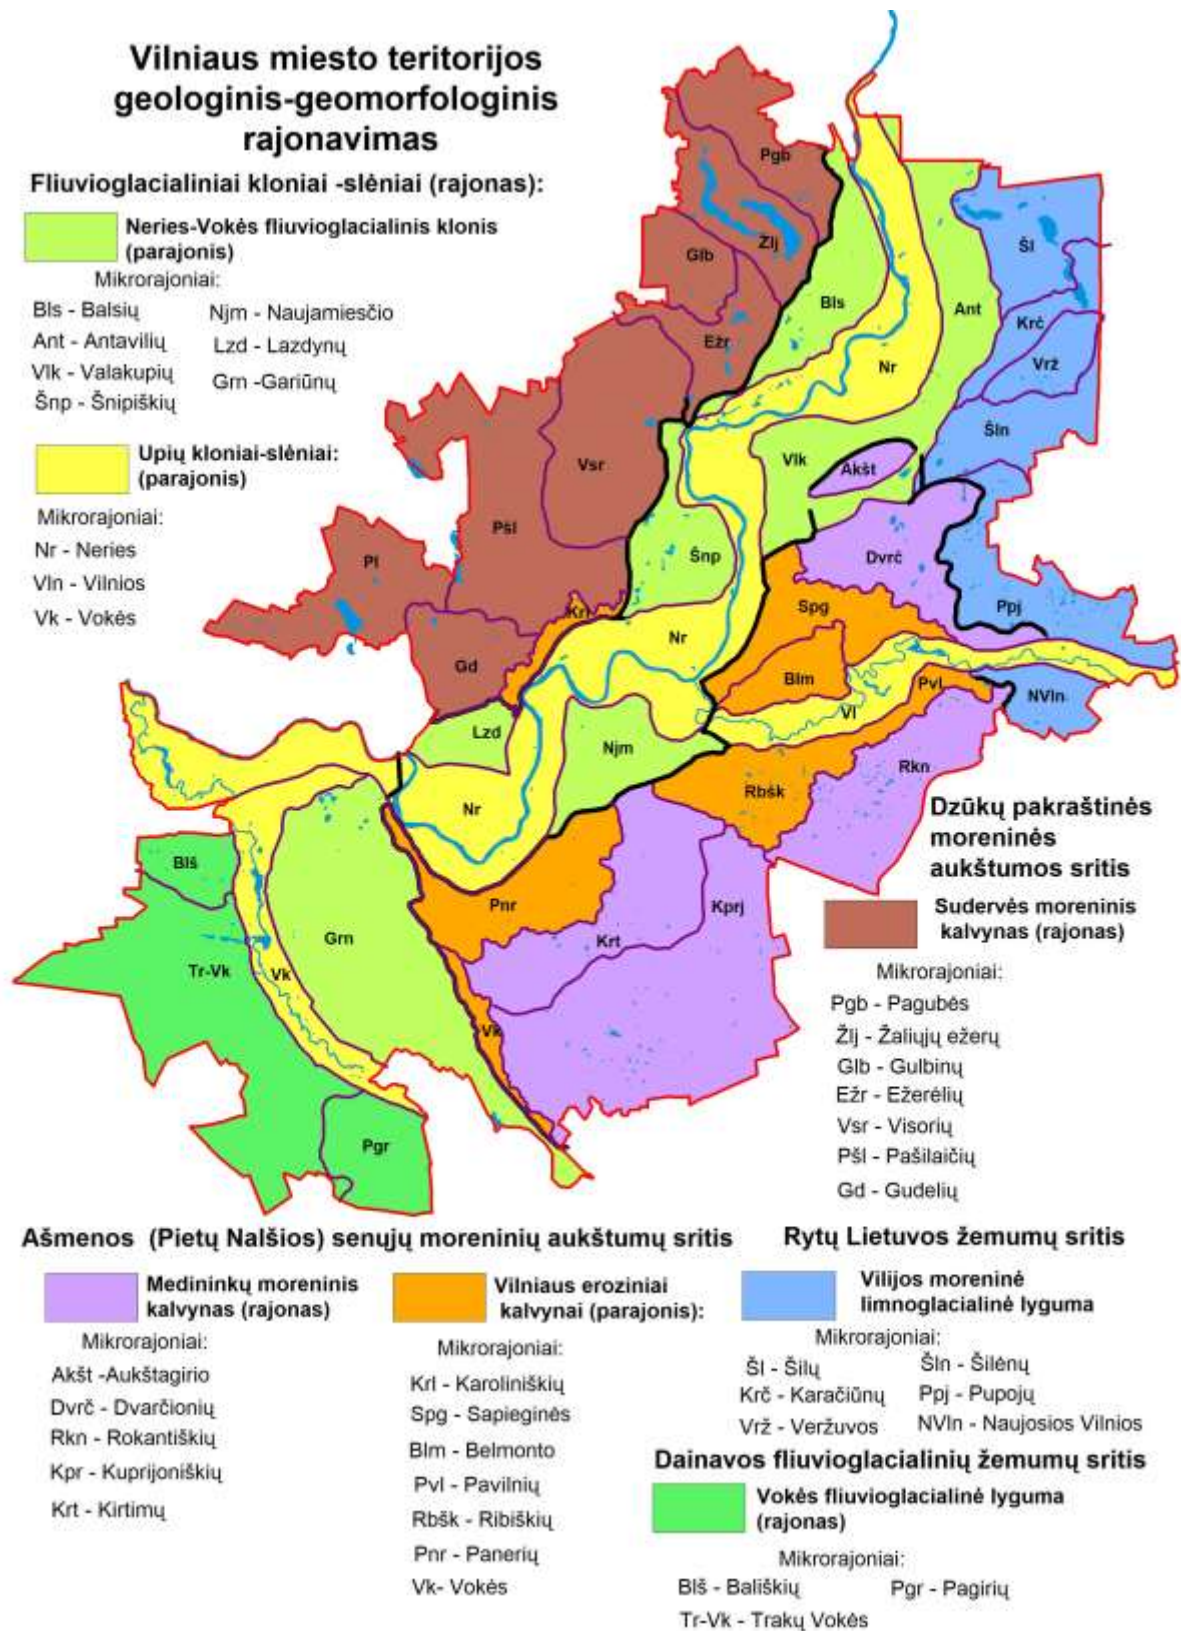 Vilniaus miesto teritorijos
geologinis-geomorfologinis
rajonavimas
Fliuvioglacialiniai kloniai -slėniai (rajonas):
Neries-Vokės fliuvioglacialinis klonis
(parajonis)
Mikrorajoniai:
Bls - Balsių
Ant - Antavilių
Vlk - Valakupių
Šnp - Šnipiškių
Njm - Naujamiesčio
Lzd - Lazdynų
Grn -Gariūnų
Upių kloniai-slėniai:
(parajonis)
Mikrorajoniai:
Nr - Neries
Vln - Vilnios
Vk - Vokės
Pgb
Žlj
Glb
Ežr
Bls
Ant
Nr
Šl
Krč
Vrž
Šln
Vsr
Vlk
Akšt
Pšl
Pl
Šnp
Dvrč
Krl
Spg
Ppj
Nr
Gd
Blm
Pvl
NVln
Vl
Lzd
Njm
Rkn
Nr
Rbšk
Blš
Pnr
Kprj
Grn
Krt
Tr-Vk
Vk
Vk
Pgr
Dzūkų pakraštinės
moreninės
aukštumos sritis
Sudervės moreninis
kalvynas (rajonas)
Mikrorajoniai:
Pgb - Pagubės
Žlj - Žaliųjų ežerų
Glb - Gulbinų
Ežr - Ežerėlių
Vsr - Visorių
Pšl - Pašilaičių
Gd - Gudelių
Ašmenos (Pietų Nalšios) senųjų moreninių aukštumų sritis
Medininkų moreninis
kalvynas (rajonas)
Mikrorajoniai:
Akšt -Aukštagirio
Dvrč - Dvarčionių
Rkn - Rokantiškių
Kpr - Kuprijoniškių
Krt - Kirtimų
Vilniaus eroziniai
kalvynai (parajonis):
Mikrorajoniai:
Krl - Karoliniškių
Spg - Sapieginės
Blm - Belmonto
Pvl - Pavilnių
Rbšk - Ribiškių
Pnr - Panerių
Vk- Vokės
Rytų Lietuvos žemumų sritis
Vilijos moreninė
limnoglacialinė lyguma
Mikrorajoniai:
Šl - Šilų
Krč - Karačiūnų
Vrž - Veržuvos
Šln - Šilėnų
Ppj - Pupojų
NVln - Naujosios Vilnios
Dainavos fliuvioglacialinių žemumų sritis
Vokės fliuvioglacialinė lyguma
(rajonas)
Mikrorajoniai:
Blš - Bališkių
Tr-Vk - Trakų Vokės
Pgr - Pagirių